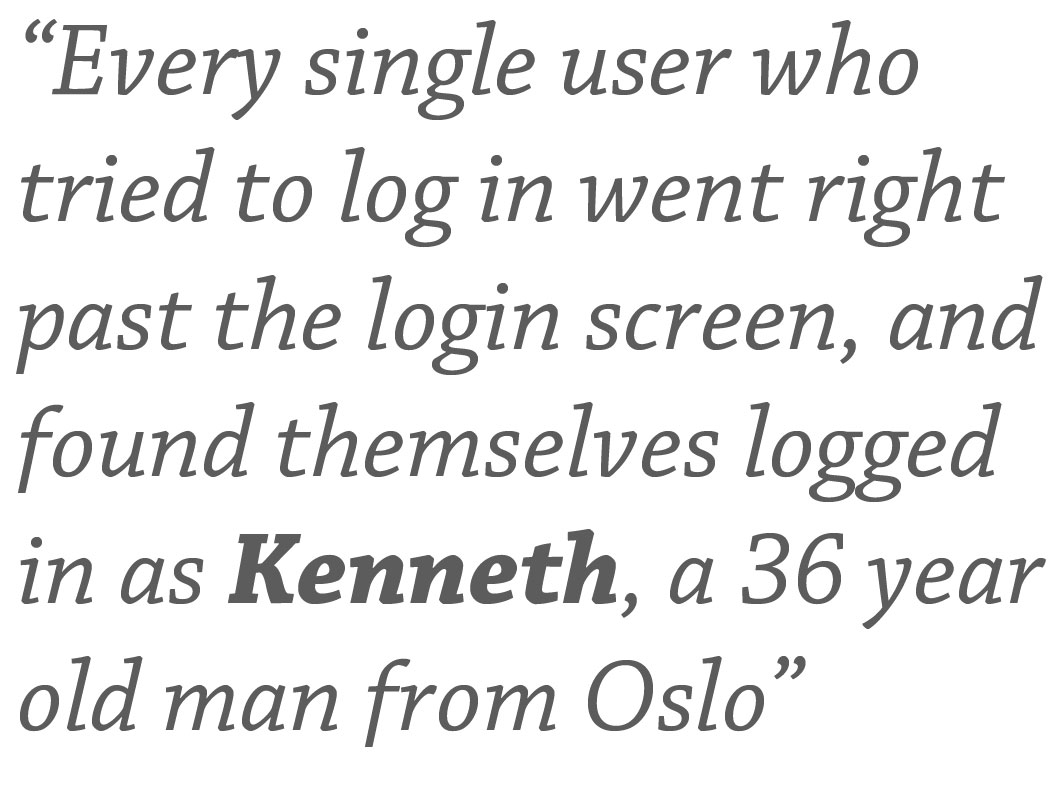 “Every single user who
tried to log in went right
past the login screen, and
found themselves logged
in as Kenneth, a 36 year
old man from Oslo”